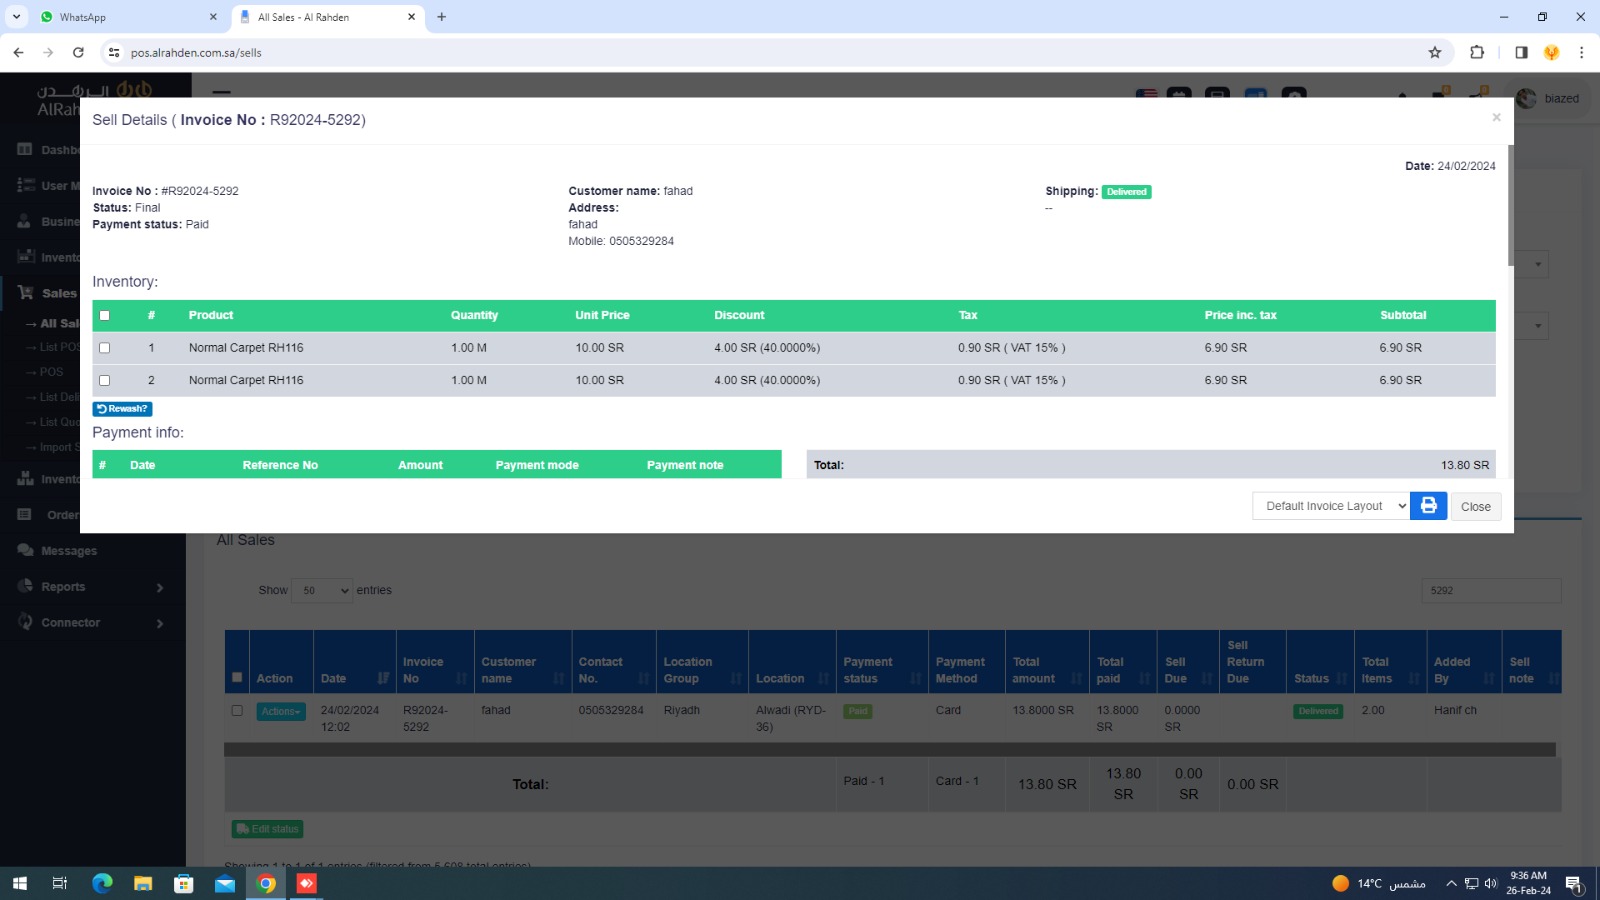 WhatsApp
All Sales - Al Rahden
pos.alrahden.com.sa/sells
الرهدن
AlRah
biazed
Dashb
User M
Busine
Invento
Sales
→ All Sal
→ List POS
→ POS
→ List Deli
→ List Quo
→ Import S
Invento
Order
Messages
Reports
Connector
Sell Details ( Invoice No : R92024-5292)
×
Date: 24/02/2024
Invoice No : #R92024-5292
Status: Final
Payment status: Paid
Customer name: fahad
Address:
fahad
Mobile: 0505329284
Shipping: Delivered
--
Inventory:
# Product Quantity Unit Price Discount Tax Price inc. tax Subtotal
1 Normal Carpet RH116 1.00 M 10.00 SR 4.00 SR (40.0000%) 0.90 SR ( VAT 15% ) 6.90 SR 6.90 SR
2 Normal Carpet RH116 1.00 M 10.00 SR 4.00 SR (40.0000%) 0.90 SR ( VAT 15% ) 6.90 SR 6.90 SR
Rewash?
Payment info:
# Date Reference No Amount Payment mode Payment note
Total: 13.80 SR
Default Invoice Layout
Close
All Sales
Show 50 entries
5292
Action Date Invoice No Customer name Contact No. Location Group Location Payment status Payment Method Total amount Total paid Sell Due Sell Return Due Status Total Items Added By Sell note
Actions 24/02/2024 12:02 R92024-5292 fahad 0505329284 Riyadh Alwadi (RYD-36) Paid Card 13.8000 SR 13.8000 SR 0.0000 SR Delivered 2.00 Hanif ch
Total: Paid - 1 Card - 1 13.80 SR 13.80 SR 0.00 SR 0.00 SR
Edit status
Showing 1 to 1 of 1 entries (filtered from 5,698 total entries)
14°C مشمس
9:36 AM
26-Feb-24
1